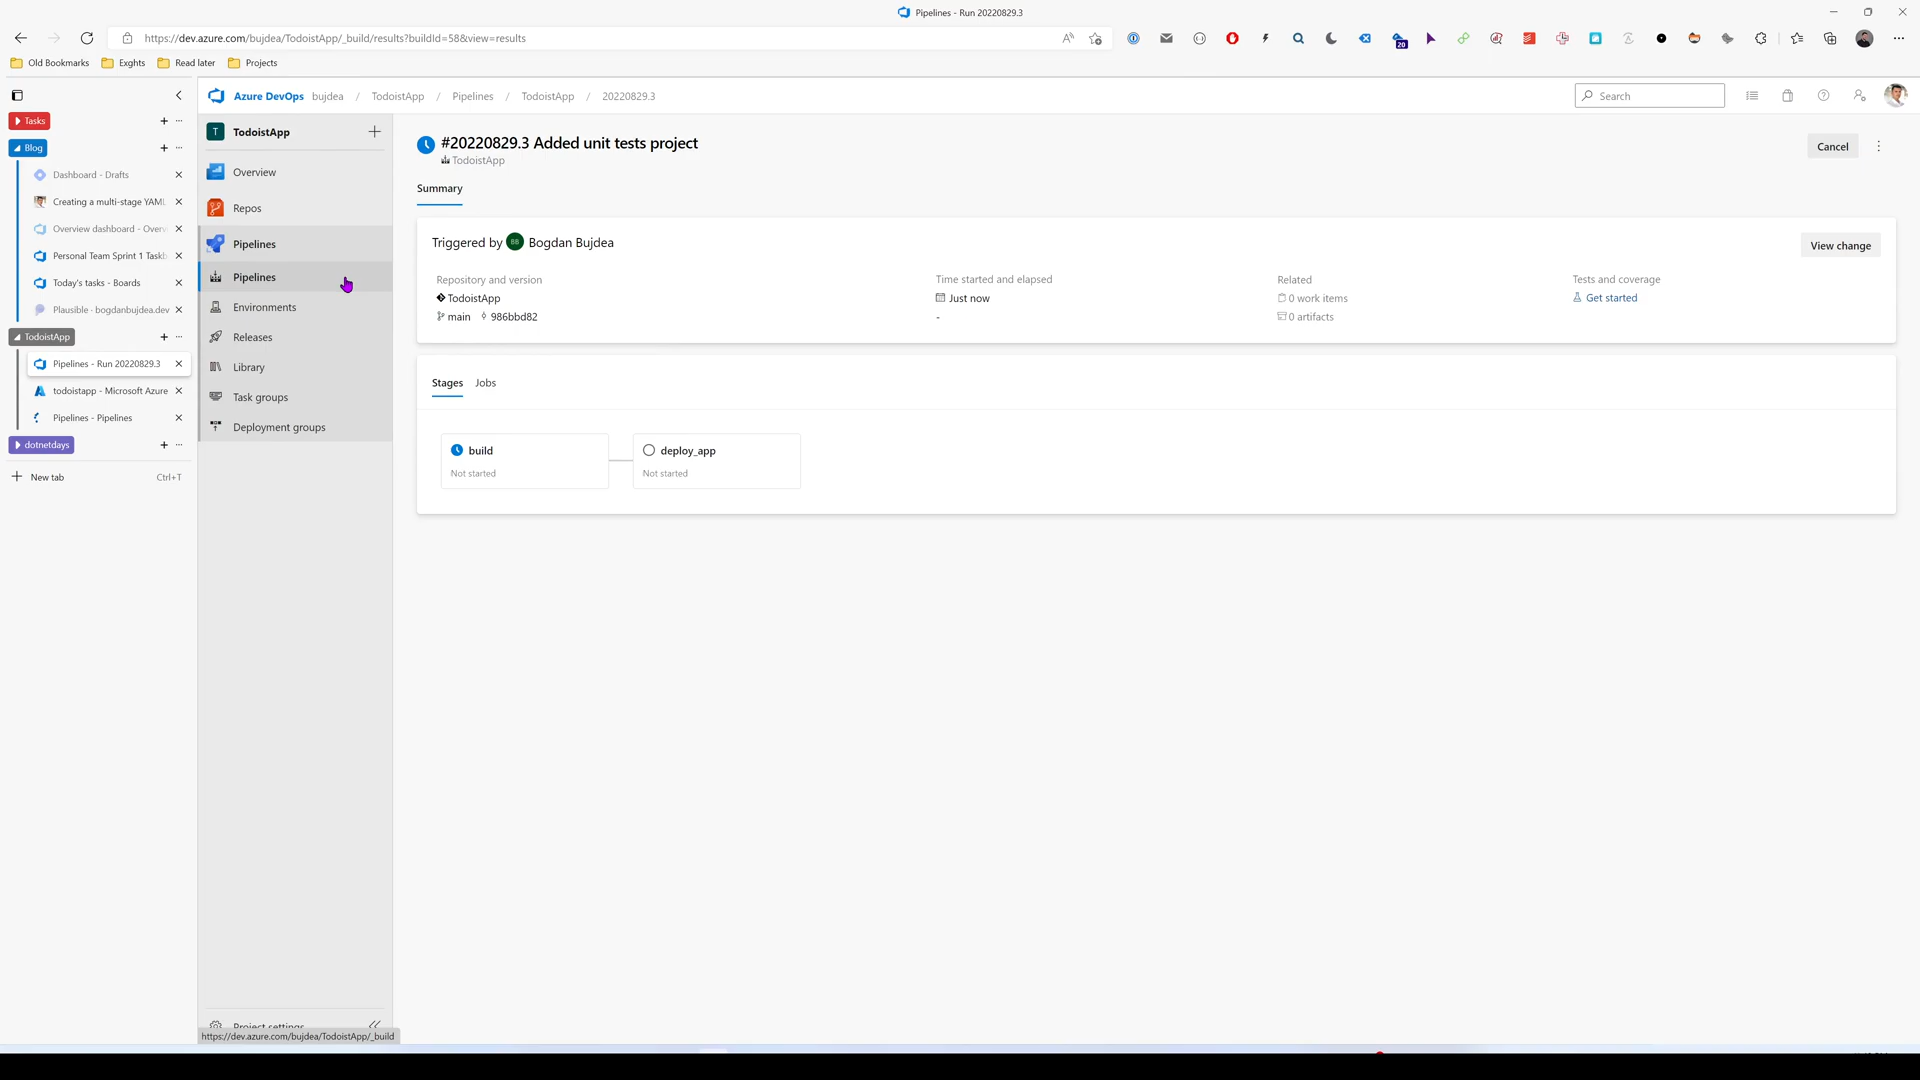 Pipelines - Run 20220829.3
https://dev.azure.com/bujdea/TodoistApp/_build/results?buildId=58&view=results
20
Old Bookmarks
Exghts
Read later
Projects
Tasks
Blog
Dashboard - Drafts
Creating a multi-stage YAML
Overview dashboard - Overv
Personal Team Sprint 1 Taskb
Today's tasks - Boards
Plausible · bogdanbujdea.dev
TodoistApp
Pipelines - Run 20220829.3
todoistapp - Microsoft Azure
Pipelines - Pipelines
dotnetdays
New tab
Ctrl+T
Azure DevOps bujdea / TodoistApp / Pipelines / TodoistApp / 20220829.3
Search
T TodoistApp
Overview
Repos
Pipelines
Pipelines
Environments
Releases
Library
Task groups
Deployment groups
Project settings
https://dev.azure.com/bujdea/TodoistApp/_build
#20220829.3 Added unit tests project
TodoistApp
Cancel
Summary
Triggered by BB Bogdan Bujdea
View change
Repository and version
TodoistApp
main 986bbd82
Time started and elapsed
Just now
-
Related
0 work items
0 artifacts
Tests and coverage
Get started
Stages
Jobs
build
Not started
deploy_app
Not started